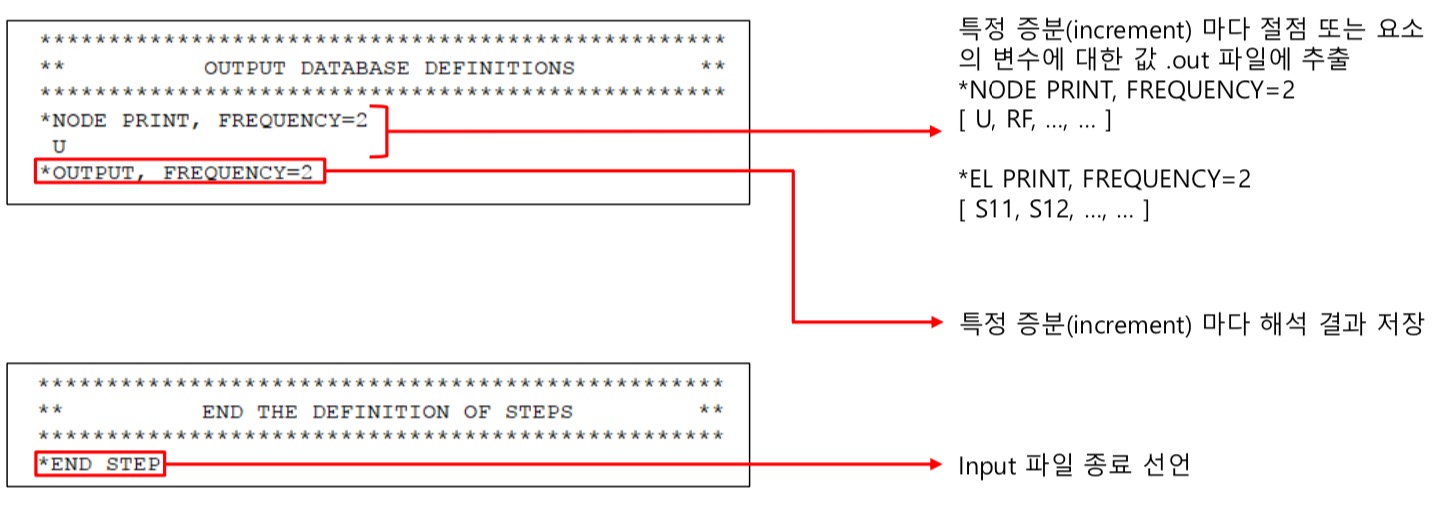 **************************************************
** OUTPUT DATABASE DEFINITIONS **
**************************************************
*NODE PRINT, FREQUENCY=2
U
*OUTPUT, FREQUENCY=2
특정 증분(increment) 마다 절점 또는 요소
의 변수에 대한 값 .out 파일에 추출
*NODE PRINT, FREQUENCY=2
[ U, RF, …, … ]
*EL PRINT, FREQUENCY=2
[ S11, S12, …, … ]
특정 증분(increment) 마다 해석 결과 저장
**************************************************
** END THE DEFINITION OF STEPS **
**************************************************
*END STEP
Input 파일 종료 선언